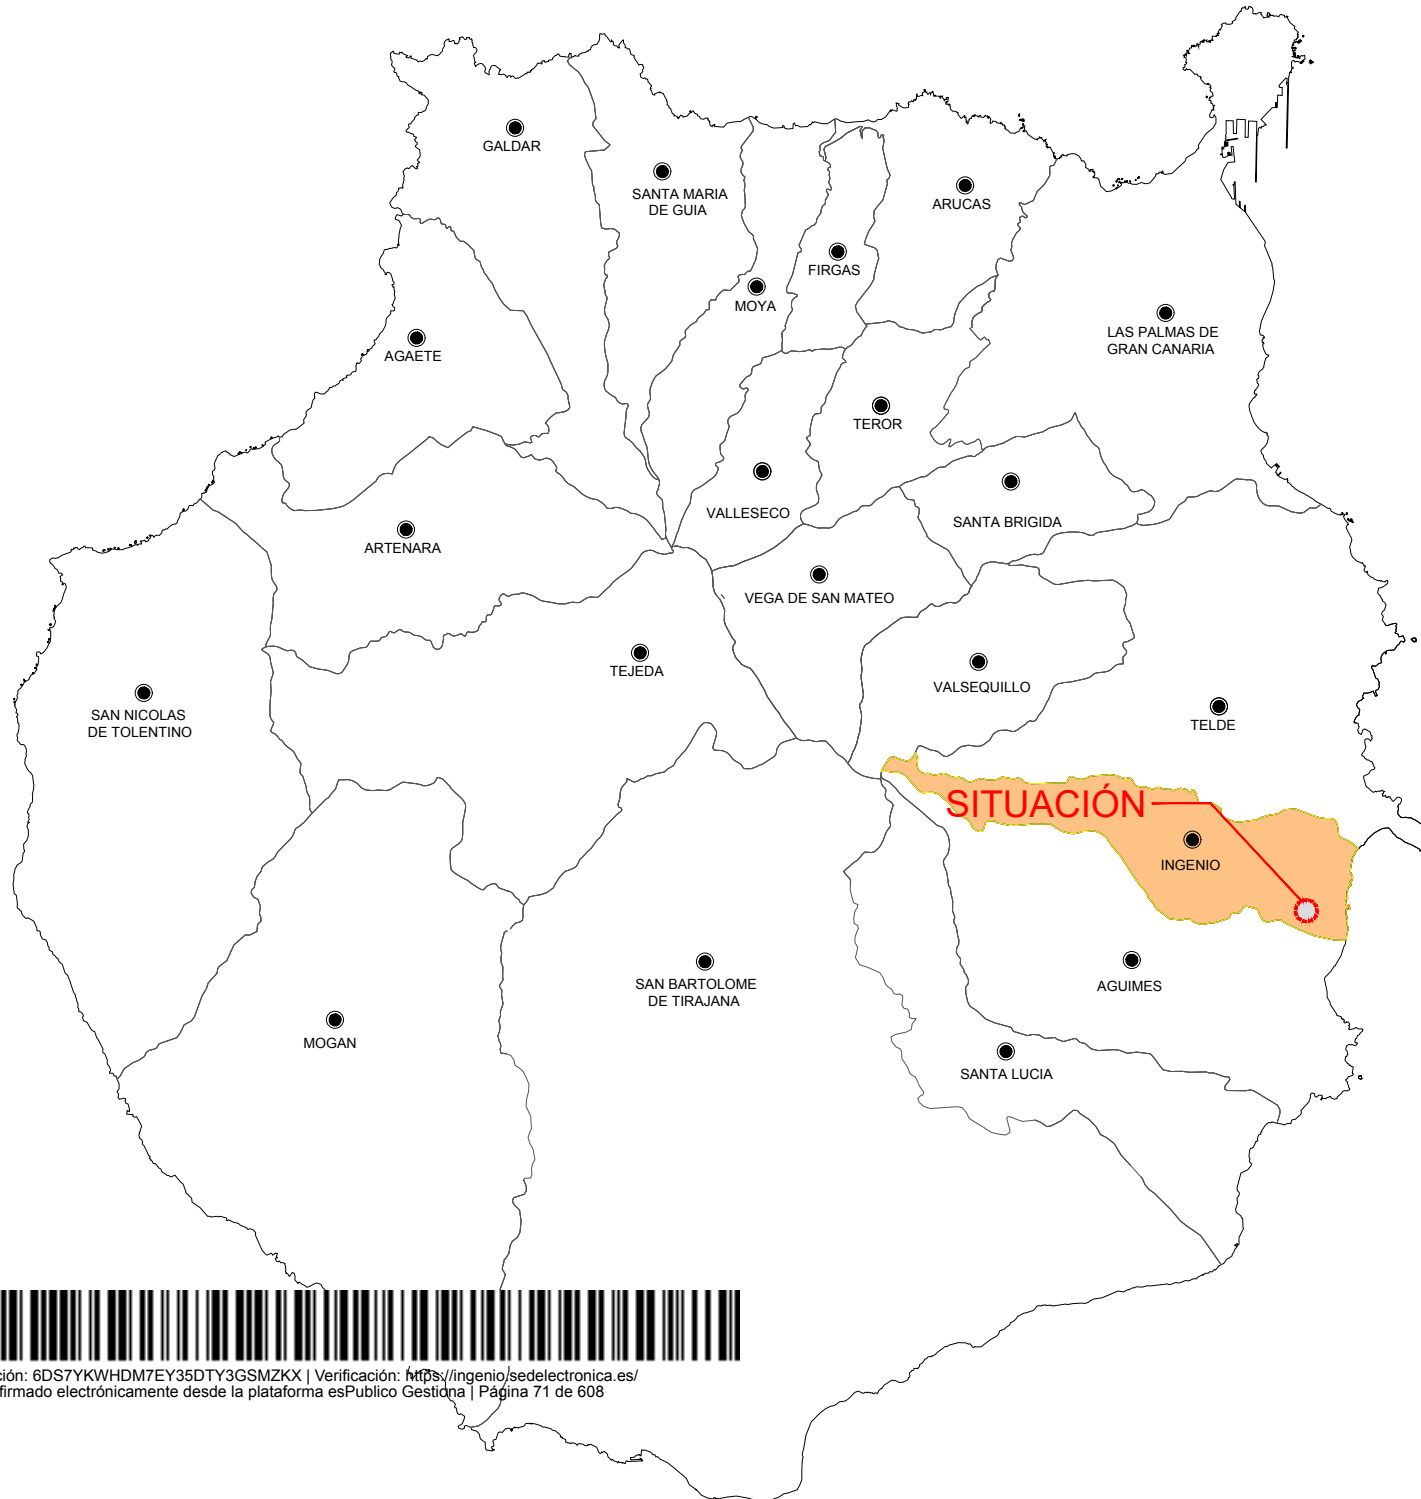 GALDAR
SANTA MARIA
DE GUIA
ARUCAS
FIRGAS
MOYA
LAS PALMAS DE
GRAN CANARIA
AGAETE
TEROR
VALLESECO
SANTA BRIGIDA
ARTENARA
VEGA DE SAN MATEO
TEJEDA
VALSEQUILLO
SAN NICOLAS
DE TOLENTINO
TELDE
SITUACIÓN
INGENIO
SAN BARTOLOME
DE TIRAJANA
AGUIMES
MOGAN
SANTA LUCIA
ción: 6DS7YKWHDM7EY35DTY3GSMZKX | Verificación: https://ingenio.sedelectronica.es/
firmado electrónicamente desde la plataforma esPublico Gestiona | Página 71 de 608